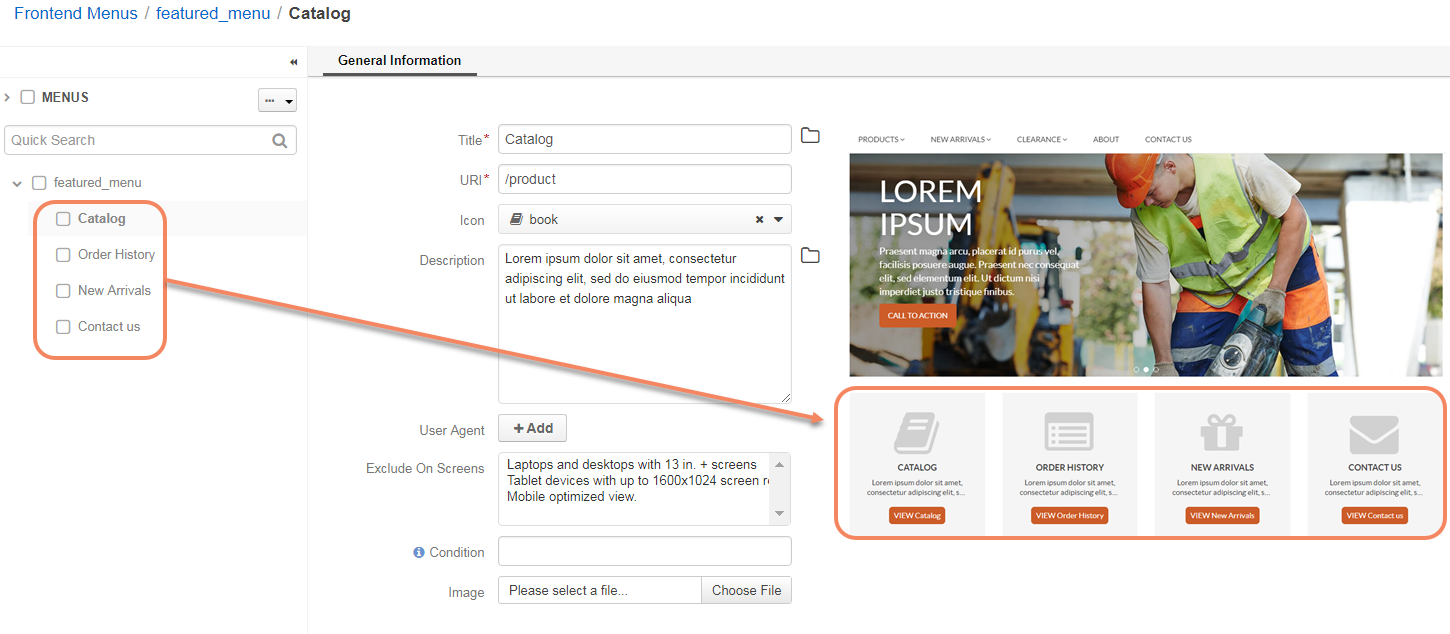 Frontend Menus / featured_menu / Catalog
General Information
MENUS
...
Quick Search
featured_menu
Catalog
Order History
New Arrivals
Contact us
Title*
Catalog
URI*
/product
Icon
book
Description
Lorem ipsum dolor sit amet, consectetur
adipiscing elit, sed do eiusmod tempor incididunt
ut labore et dolore magna aliqua
User Agent
+ Add
Exclude On Screens
Laptops and desktops with 13 in. + screens
Tablet devices with up to 1600x1024 screen re
Mobile optimized view.
Condition
Image
Please select a file...
Choose File
PRODUCTS NEW ARRIVALS CLEARANCE ABOUT CONTACT US
LOREM
IPSUM
Praesent magna arcu, placerat id purus vel,
facilisis posuere augue. Praesent nec consequat
elit, sed elementum elit. Ut dictum nisi
imperdiet justo tristique finibus.
CALL TO ACTION
CATALOG
Lorem ipsum dolor sit amet,
consectetur adipiscing elit, s...
VIEW Catalog
ORDER HISTORY
Lorem ipsum dolor sit amet,
consectetur adipiscing elit, s...
VIEW Order History
NEW ARRIVALS
Lorem ipsum dolor sit amet,
consectetur adipiscing elit, s...
VIEW New Arrivals
CONTACT US
Lorem ipsum dolor sit amet,
consectetur adipiscing elit, s...
VIEW Contact us